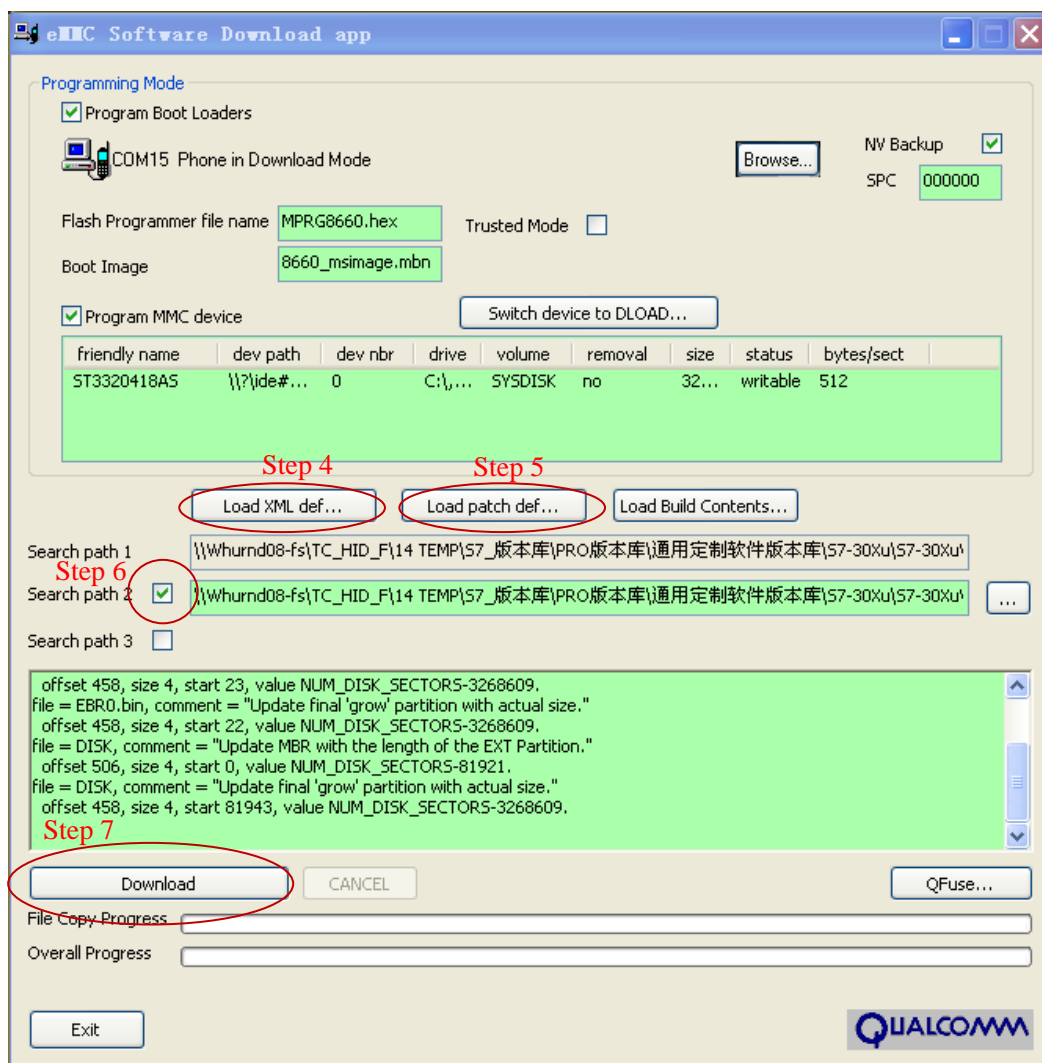 eMMC Software Download app
Programming Mode
Program Boot Loaders
COM15 Phone in Download Mode
Browse...
NV Backup
SPC 000000
Flash Programmer file name MPRG8660.hex Trusted Mode
Boot Image 8660_msimage.mbn
Program MMC device Switch device to DLOAD...
friendly name dev path dev nbr drive volume removal size status bytes/sect
ST3320418AS \\?\ide#... 0 C:\,... SYSDISK no 32... writable 512
Step 4 Step 5
Load XML def... Load patch def... Load Build Contents...
Search path 1 \\Whurnd08-fs\TC_HID_F\14 TEMP\S7_版本库\PRO版本库\通用定制软件版本库\S7-30Xu\S7-30Xu\
Step 6
Search path 2 \\Whurnd08-fs\TC_HID_F\14 TEMP\S7_版本库\PRO版本库\通用定制软件版本库\S7-30Xu\S7-30Xu\ ...
Search path 3
offset 458, size 4, start 23, value NUM_DISK_SECTORS-3268609.
file = EBR0.bin, comment = "Update final 'grow' partition with actual size."
offset 458, size 4, start 22, value NUM_DISK_SECTORS-3268609.
file = DISK, comment = "Update MBR with the length of the EXT Partition."
offset 506, size 4, start 0, value NUM_DISK_SECTORS-81921.
file = DISK, comment = "Update final 'grow' partition with actual size."
offset 458, size 4, start 81943, value NUM_DISK_SECTORS-3268609.
Step 7
Download CANCEL QFuse...
File Copy Progress
Overall Progress
Exit QUALCOMM